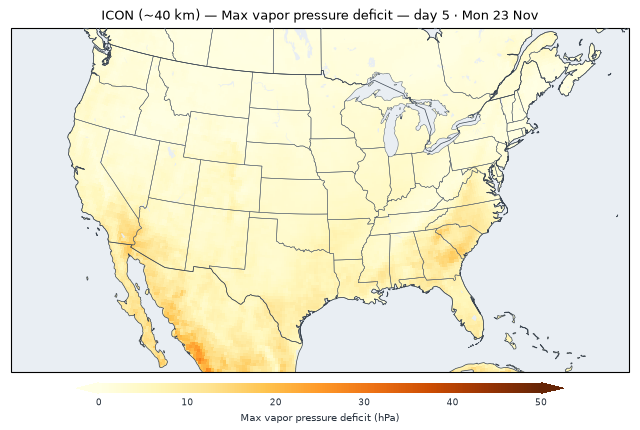 ICON (~40 km) — Max vapor pressure deficit — day 5 · Mon 23 Nov
0 10 20 30 40 50
Max vapor pressure deficit (hPa)